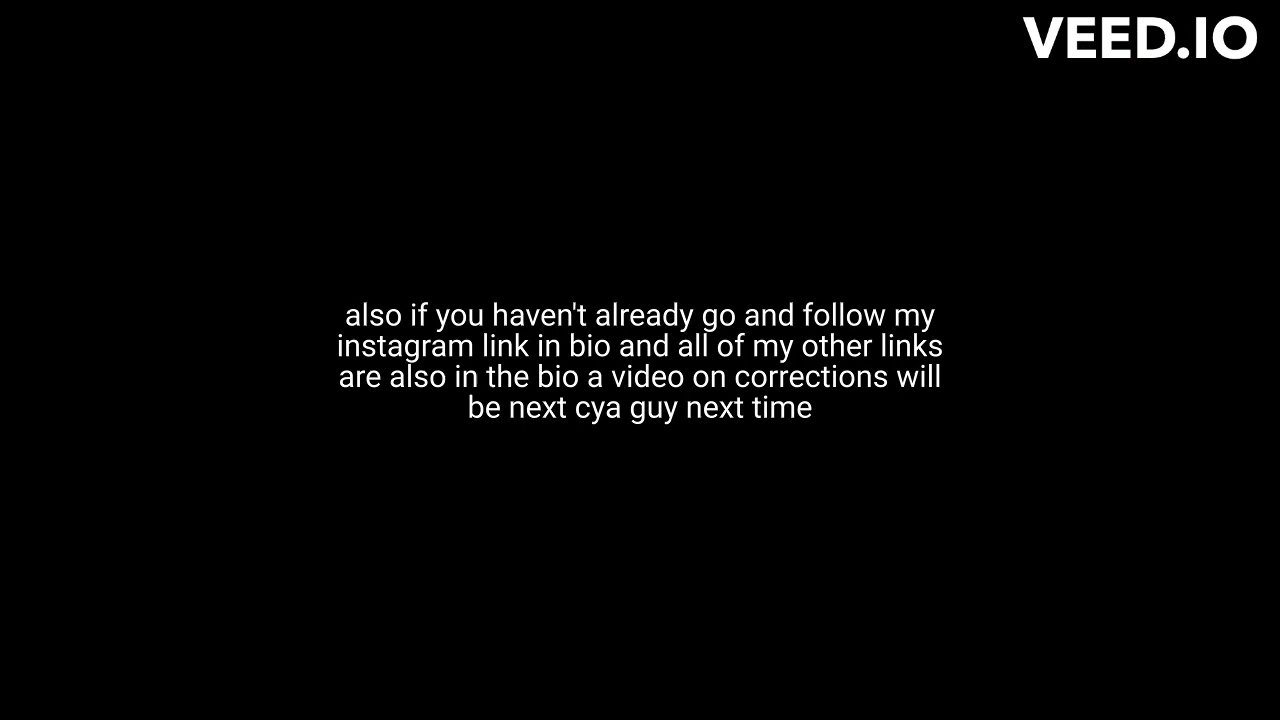 VEED.IO
also if you haven't already go and follow my
instagram link in bio and all of my other links
are also in the bio a video on corrections will
be next cya guy next time